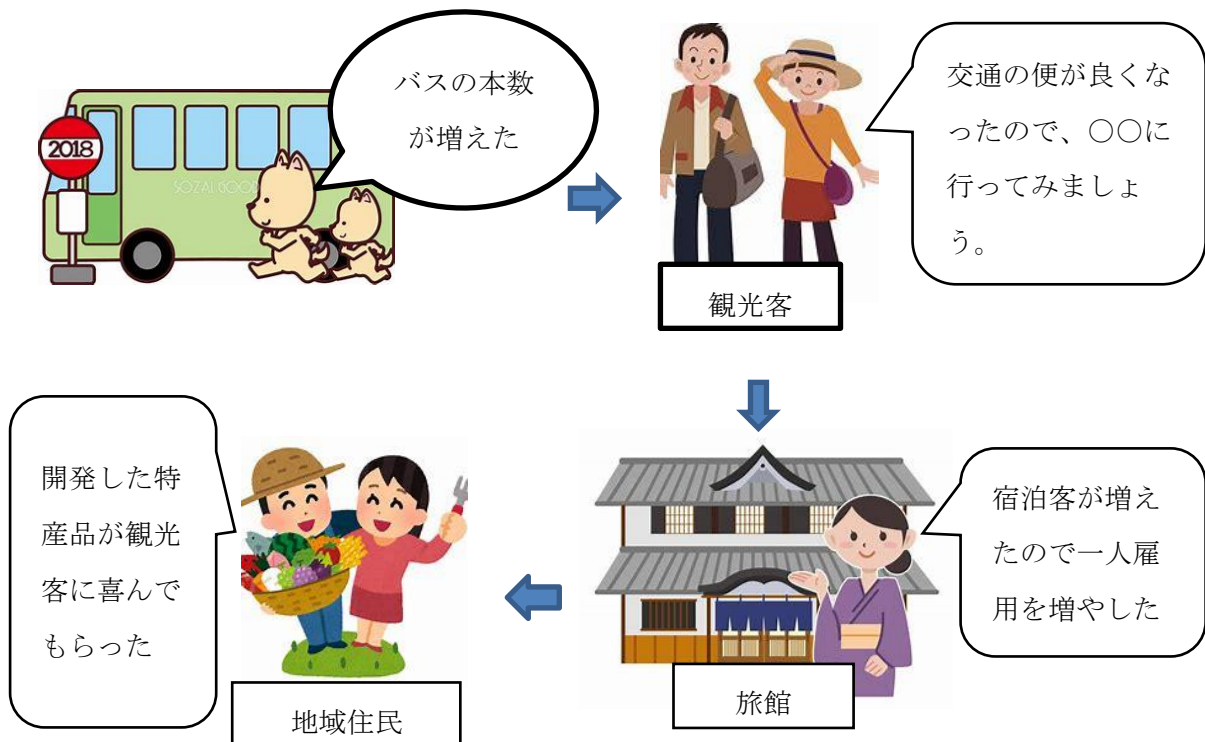 バスの本数
が増えた
2018
SOZAI GOOD
交通の便が良くな
ったので、〇〇に
行ってみましょ
う。
観光客
宿泊客が増え
たので一人雇
用を増やした
旅館
開発した特
産品が観光
客に喜んで
もらった
地域住民